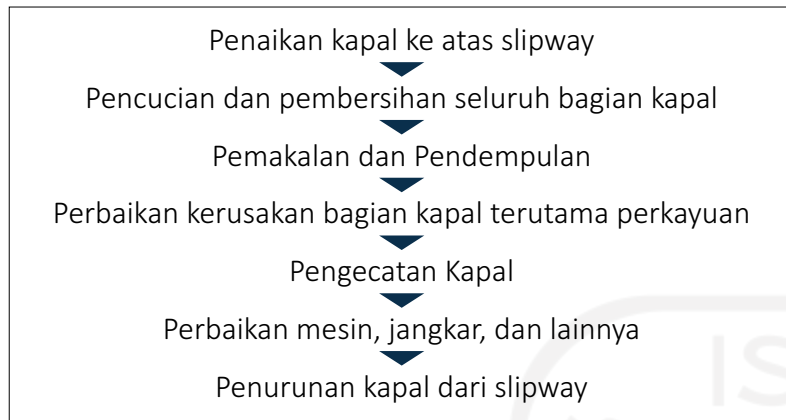 Penaikan kapal ke atas slipway
Pencucian dan pembersihan seluruh bagian kapal
Pemakalan dan Pendempulan
Perbaikan kerusakan bagian kapal terutama perkayuan
Pengecatan Kapal
Perbaikan mesin, jangkar, dan lainnya
Penurunan kapal dari slipway